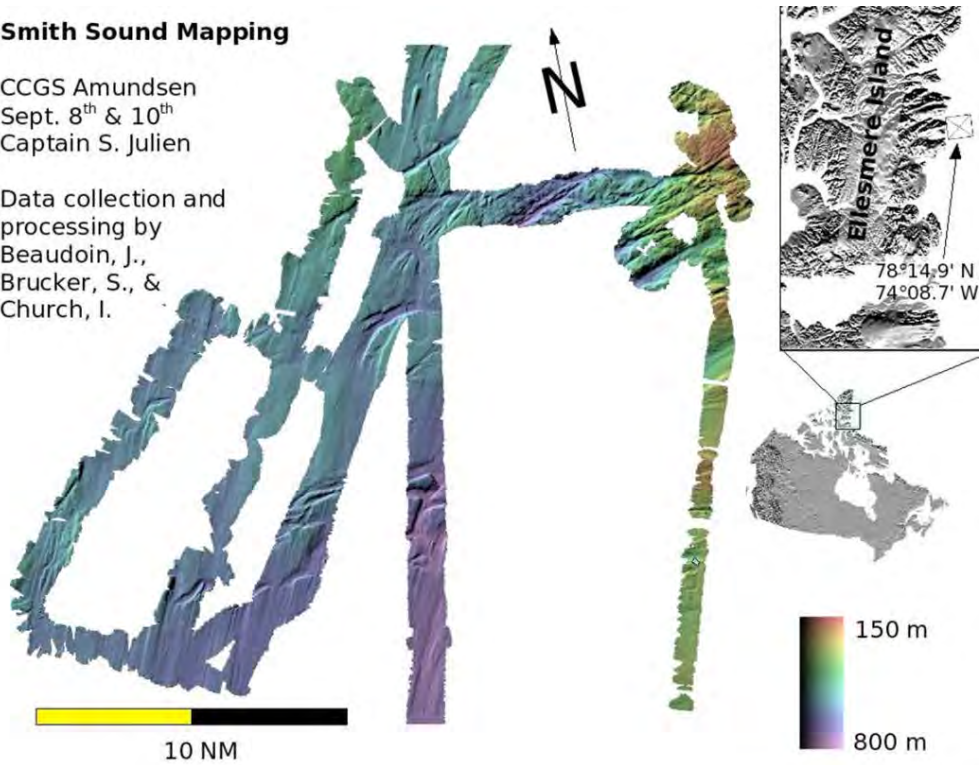 Smith Sound Mapping
CCGS Amundsen
Sept. 8th & 10th
Captain S. Julien
Data collection and
processing by
Beaudoin, J.,
Brucker, S., &
Church, I.
N
Ellesmere Island
78°14.9' N
74°08.7' W
150 m
800 m
10 NM